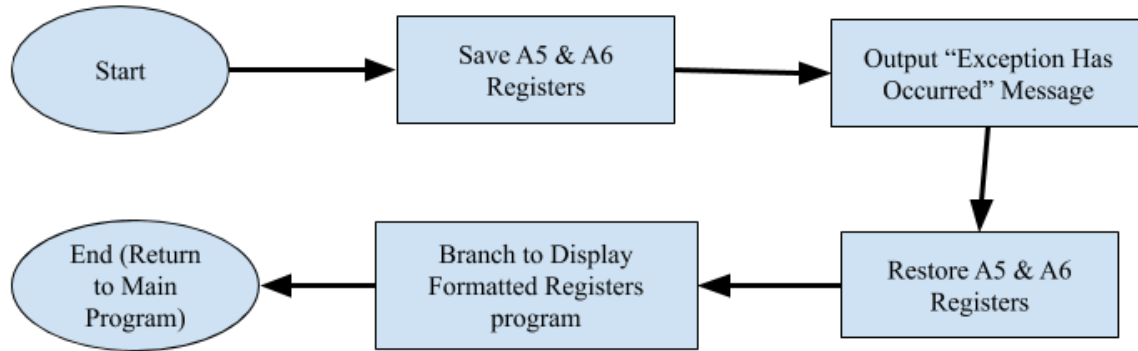 Start
Save A5 & A6
Registers
Output “Exception Has
Occurred” Message
Restore A5 & A6
Registers
Branch to Display
Formatted Registers
program
End (Return
to Main
Program)